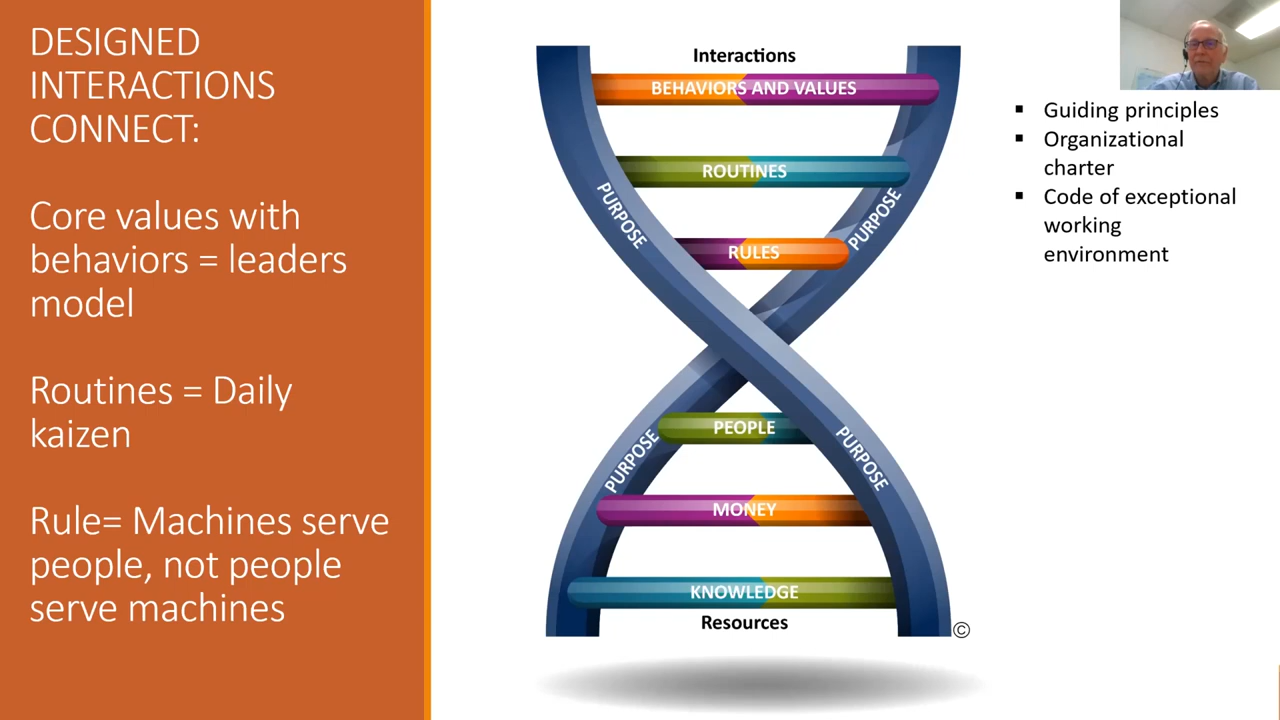 DESIGNED
INTERACTIONS
CONNECT:
Core values with
behaviors = leaders
model
Routines = Daily
kaizen
Rule= Machines serve
people, not people
serve machines
Interactions
BEHAVIORS AND VALUES
ROUTINES
PURPOSE
PURPOSE
RULES
PEOPLE
PURPOSE
PURPOSE
MONEY
KNOWLEDGE
Resources
©
▪ Guiding principles
▪ Organizational
charter
▪ Code of exceptional
working
environment